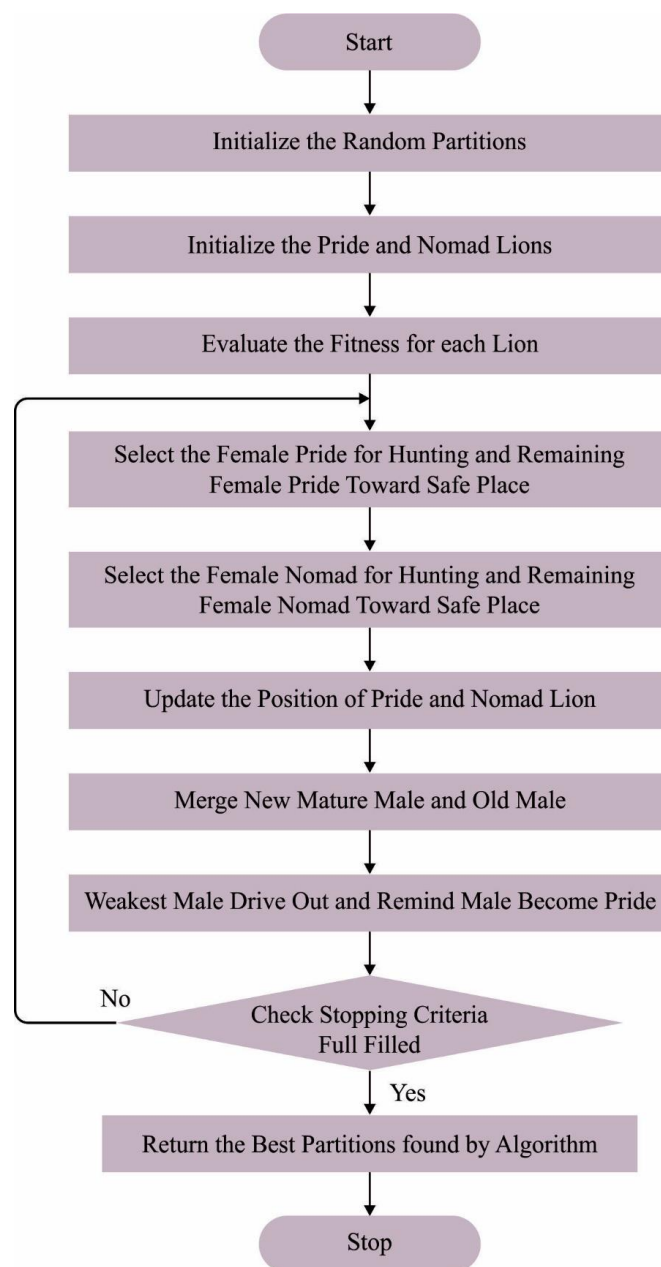 Start
Initialize the Random Partitions
Initialize the Pride and Nomad Lions
Evaluate the Fitness for each Lion
Select the Female Pride for Hunting and Remaining
Female Pride Toward Safe Place
Select the Female Nomad for Hunting and Remaining
Female Nomad Toward Safe Place
Update the Position of Pride and Nomad Lion
Merge New Mature Male and Old Male
Weakest Male Drive Out and Remind Male Become Pride
No
Check Stopping Criteria
Full Filled
Yes
Return the Best Partitions found by Algorithm
Stop